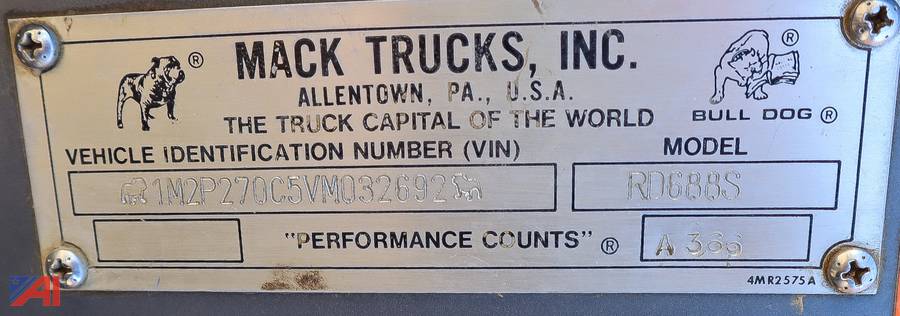 MACK TRUCKS, INC.
ALLENTOWN, PA., U.S.A.
THE TRUCK CAPITAL OF THE WORLD
BULL DOG ®
VEHICLE IDENTIFICATION NUMBER (VIN)
MODEL
1M2P270C5VM032692
RD688S
"PERFORMANCE COUNTS" ®
A 366
4MR2575A
AI